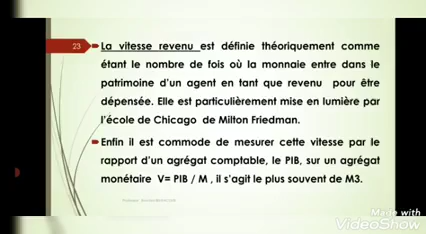 23
La vitesse revenu est définie théoriquement comme
étant le nombre de fois où la monnaie entre dans le
patrimoine d'un agent en tant que revenu pour être
dépensée. Elle est particulièrement mise en lumière par
l'école de Chicago de Milton Friedman.
Enfin il est commode de mesurer cette vitesse par le
rapport d'un agrégat comptable, le PIB, sur un agrégat
monétaire V= PIB / M , il s'agit le plus souvent de M3.
Made with
VideoShow